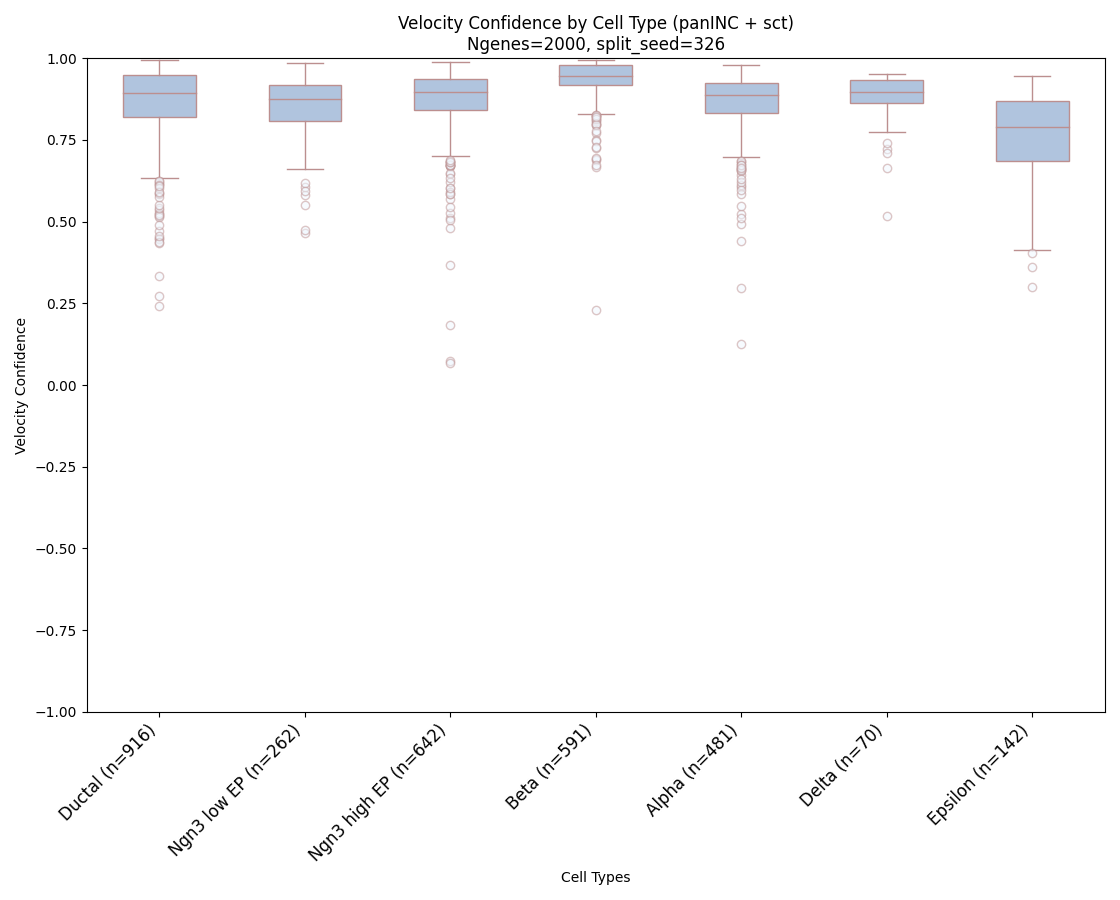 Velocity Confidence by Cell Type (panINC + sct)
Ngenes=2000, split_seed=326
Velocity Confidence
1.00
0.75
0.50
0.25
0.00
−0.25
−0.50
−0.75
−1.00
Ductal (n=916)
Ngn3 low EP (n=262)
Ngn3 high EP (n=642)
Beta (n=591)
Alpha (n=481)
Delta (n=70)
Epsilon (n=142)
Cell Types